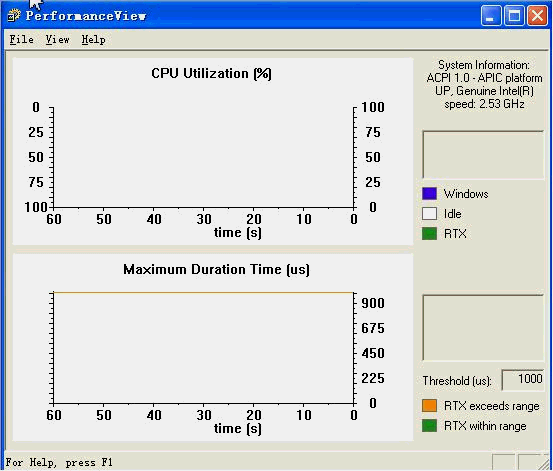 PerformanceView
File View Help
CPU Utilization (%)
0 100
25 75
50 50
75 25
100 0
60 50 40 30 20 10 0
time (s)
System Information:
ACPI 1.0 - APIC platform
UP, Genuine Intel(R)
speed: 2.53 GHz
Windows
Idle
RTX
Maximum Duration Time (us)
900
675
450
225
0
60 50 40 30 20 10 0
time (s)
Threshold (us): 1000
RTX exceeds range
RTX within range
For Help, press F1